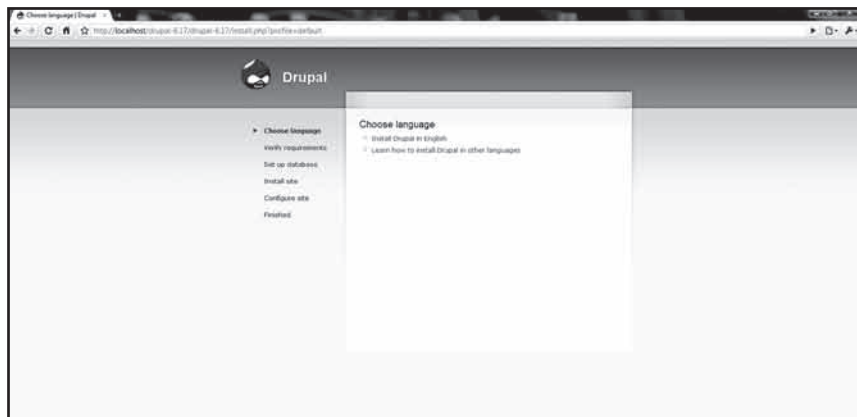 Choose language | Drupal
http://localhost/drupal-6.17/drupal-6.17/install.php?profile=default
Drupal
Choose language
Verify requirements
Set up database
Install site
Configure site
Finished
Choose language
Install Drupal in English
Learn how to install Drupal in other languages